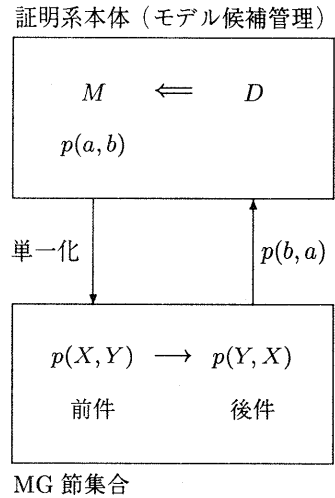 証明系本体（モデル候補管理）
M ⟸ D
p(a, b)
単一化
p(b, a)
p(X, Y) ⟶ p(Y, X)
前件 後件
MG 節集合